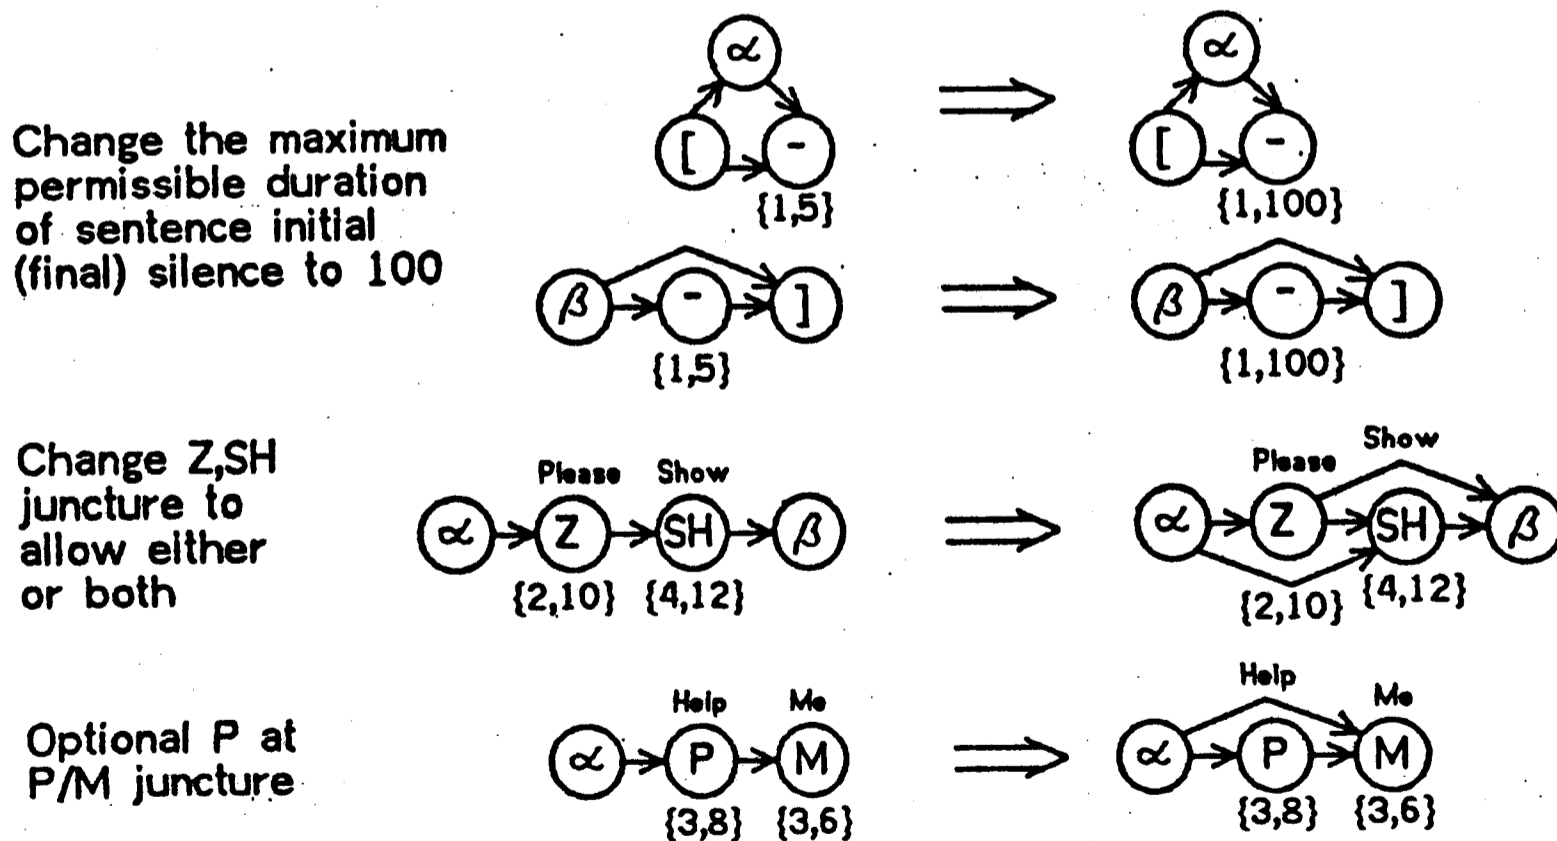 α
α
Change the maximum
permissible duration
of sentence initial
(final) silence to 100
[ -
[ -
{1,5}
{1,100}
β - ]
β - ]
{1,5}
{1,100}
Change Z,SH
juncture to
allow either
or both
Please Show
Please Show
α Z SH β
α Z SH β
{2,10} {4,12}
{2,10} {4,12}
Optional P at
P/M juncture
Help Me
Help Me
α P M
α P M
{3,8} {3,6}
{3,8} {3,6}